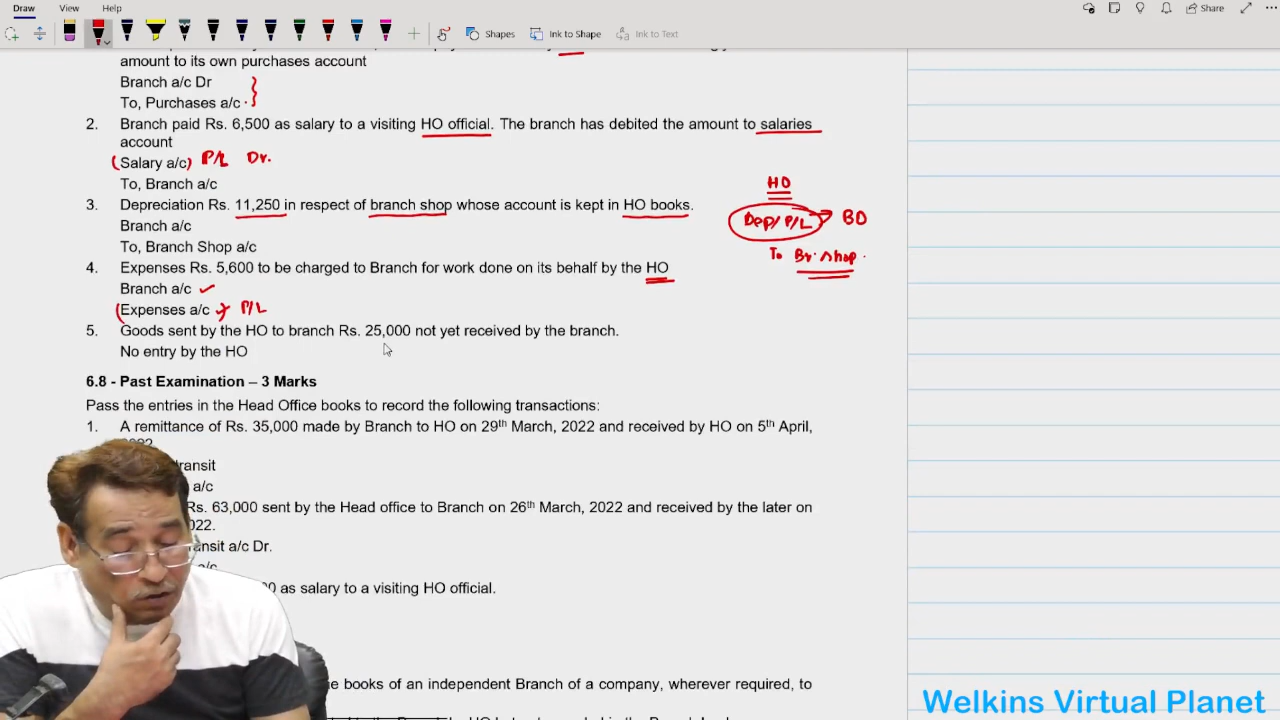 Draw View Help
Share
Shapes Ink to Shape Ink to Text
amount to its own purchases account
Branch a/c Dr
To, Purchases a/c
2. Branch paid Rs. 6,500 as salary to a visiting HO official. The branch has debited the amount to salaries
account
(Salary a/c) P/L Dr.
To, Branch a/c
HO
3. Depreciation Rs. 11,250 in respect of branch shop whose account is kept in HO books.
Dep/P/L BO
Branch a/c
To, Branch Shop a/c
To Br. Shop.
4. Expenses Rs. 5,600 to be charged to Branch for work done on its behalf by the HO
Branch a/c
(Expenses a/c) P/L
5. Goods sent by the HO to branch Rs. 25,000 not yet received by the branch.
No entry by the HO
6.8 - Past Examination – 3 Marks
Pass the entries in the Head Office books to record the following transactions:
1. A remittance of Rs. 35,000 made by Branch to HO on 29th March, 2022 and received by HO on 5th April,
2022
transit
a/c
Rs. 63,000 sent by the Head office to Branch on 26th March, 2022 and received by the later on
022.
ransit a/c Dr.
a/c
0 as salary to a visiting HO official.
e books of an independent Branch of a company, wherever required, to
Welkins Virtual Planet